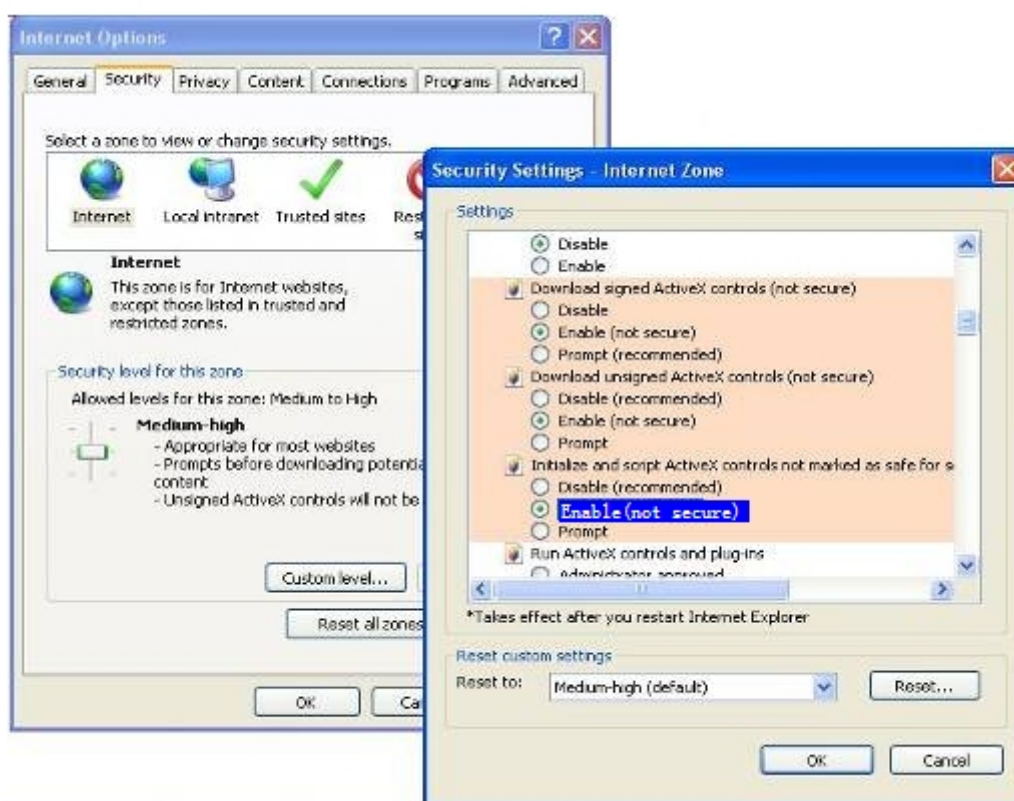 Internet Options
General Security Privacy Content Connections Programs Advanced
Select a zone to view or change security settings.
Internet Local intranet Trusted sites
Internet
This zone is for Internet websites,
except those listed in trusted and
restricted zones.
Security level for this zone
Allowed levels for this zone: Medium to High
Medium-high
- Appropriate for most websites
- Prompts before downloading
content
- Unsigned ActiveX controls will not be
Custom level...
Reset all zones
OK
Security Settings - Internet Zone
Settings
Disable
Enable
Download signed ActiveX controls (not secure)
Disable
Enable (not secure)
Prompt (recommended)
Download unsigned ActiveX controls (not secure)
Disable (recommended)
Enable (not secure)
Prompt
Initialize and script ActiveX controls not marked as safe for s
Disable (recommended)
Enable(not secure)
Prompt
Run ActiveX controls and plug-ins
Administrator approved
*Takes effect after you restart Internet Explorer
Reset custom settings
Reset to: Medium-high (default) Reset...
OK Cancel